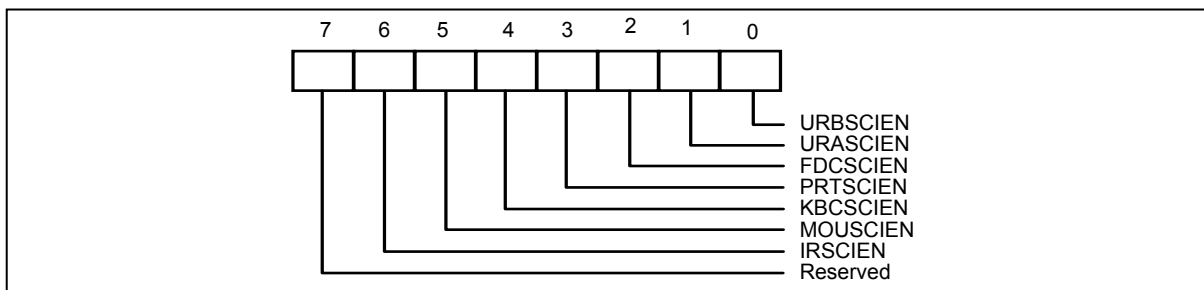 7 6 5 4 3 2 1 0
URBSCIEN
URASCIEN
FDCSCIEN
PRTSCIEN
KBCSCIEN
MOUSCIEN
IRSCIEN
Reserved